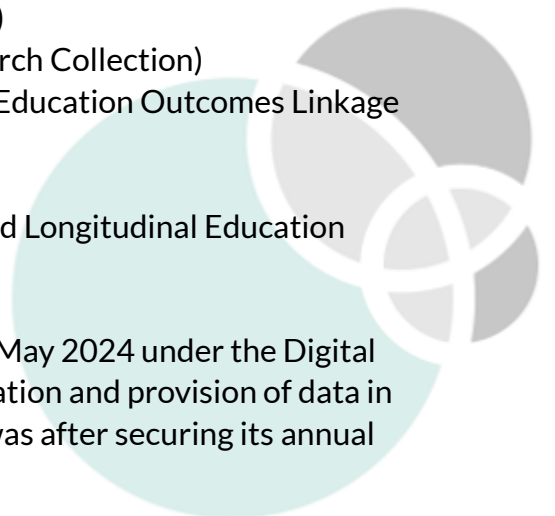 )
rch Collection)
Education Outcomes Linkage
d Longitudinal Education
May 2024 under the Digital
ation and provision of data in
was after securing its annual